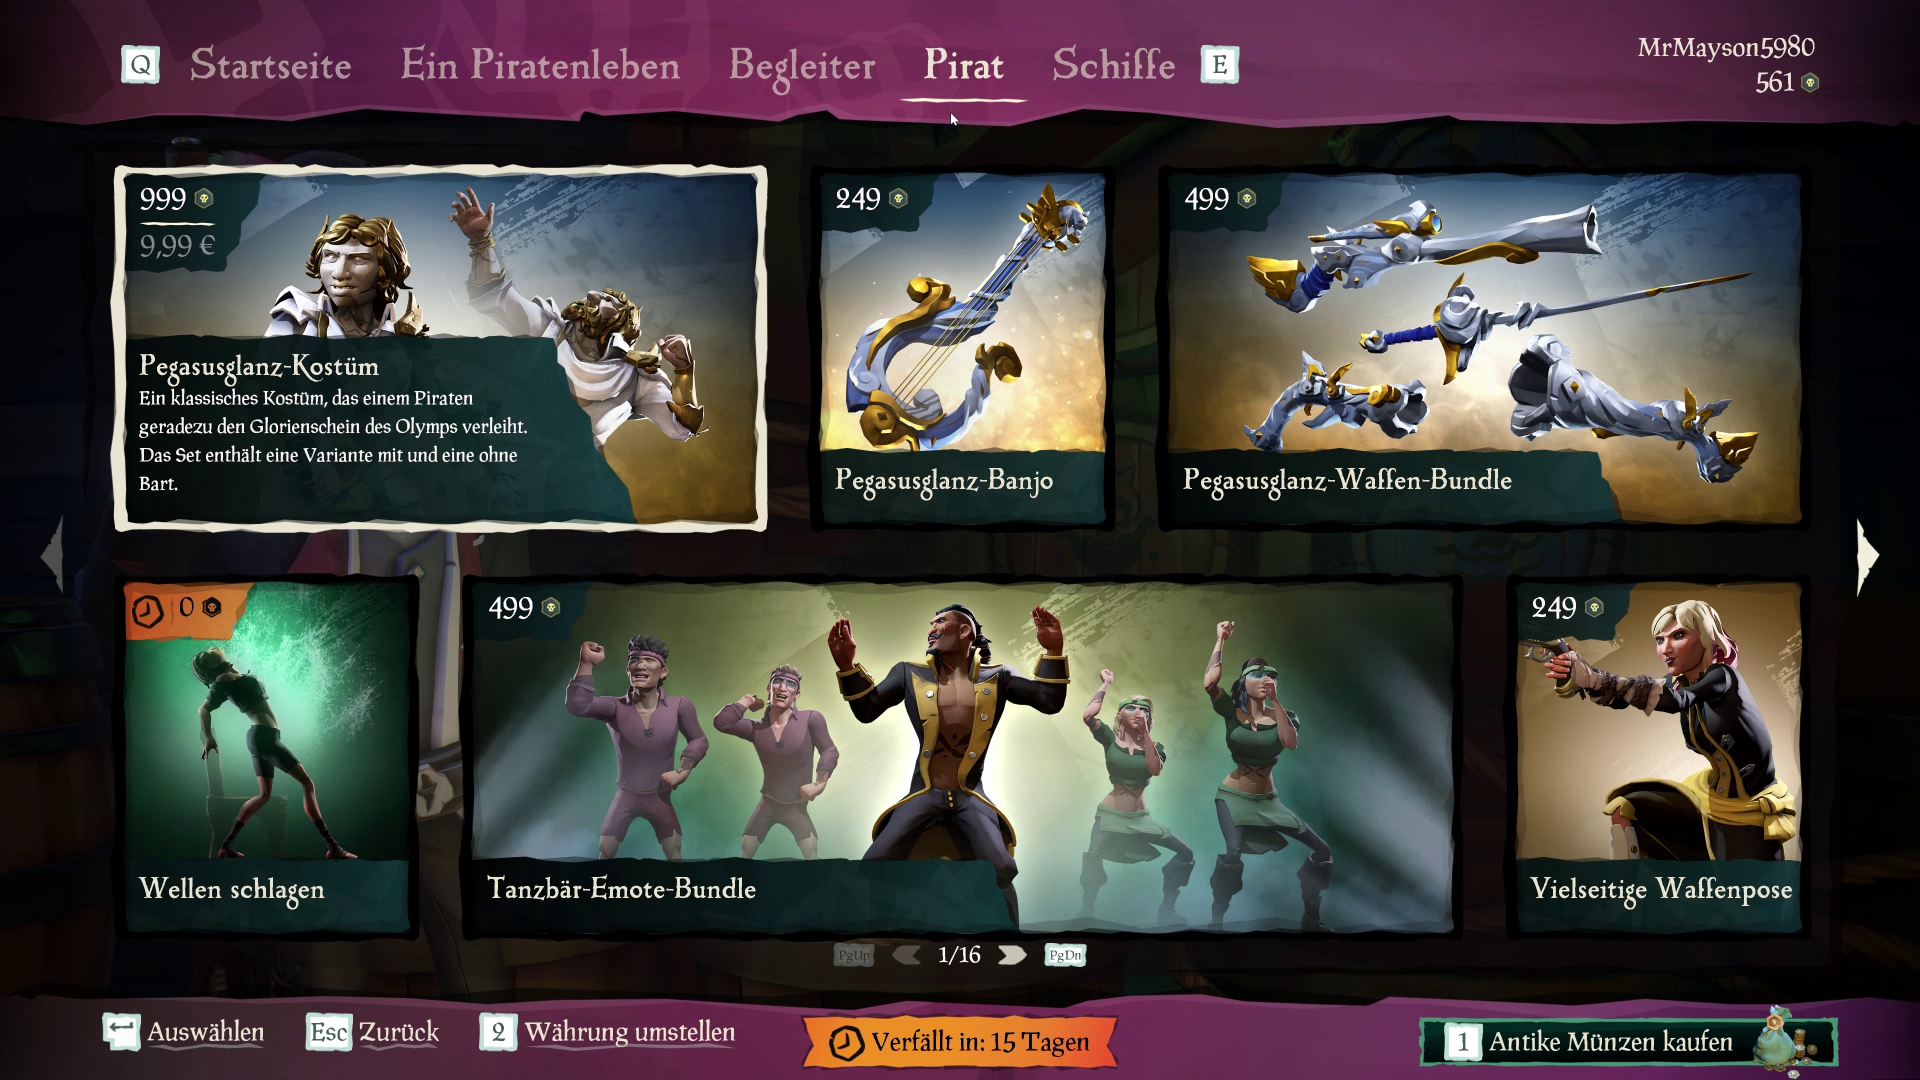 Q Startseite Ein Piratenleben Begleiter Pirat Schiffe E
MrMayson5980
561
999
9,99 €
Pegasusglanz-Kostüm
Ein klassisches Kostüm, das einem Piraten
geradezu den Glorienschein des Olymps verleiht.
Das Set enthält eine Variante mit und eine ohne
Bart.
249
Pegasusglanz-Banjo
499
Pegasusglanz-Waffen-Bundle
0
Wellen schlagen
499
Tanzbär-Emote-Bundle
249
Vielseitige Waffenpose
PgUp 1/16 PgDn
Auswählen Esc Zurück 2 Währung umstellen
Verfällt in: 15 Tagen
1 Antike Münzen kaufen